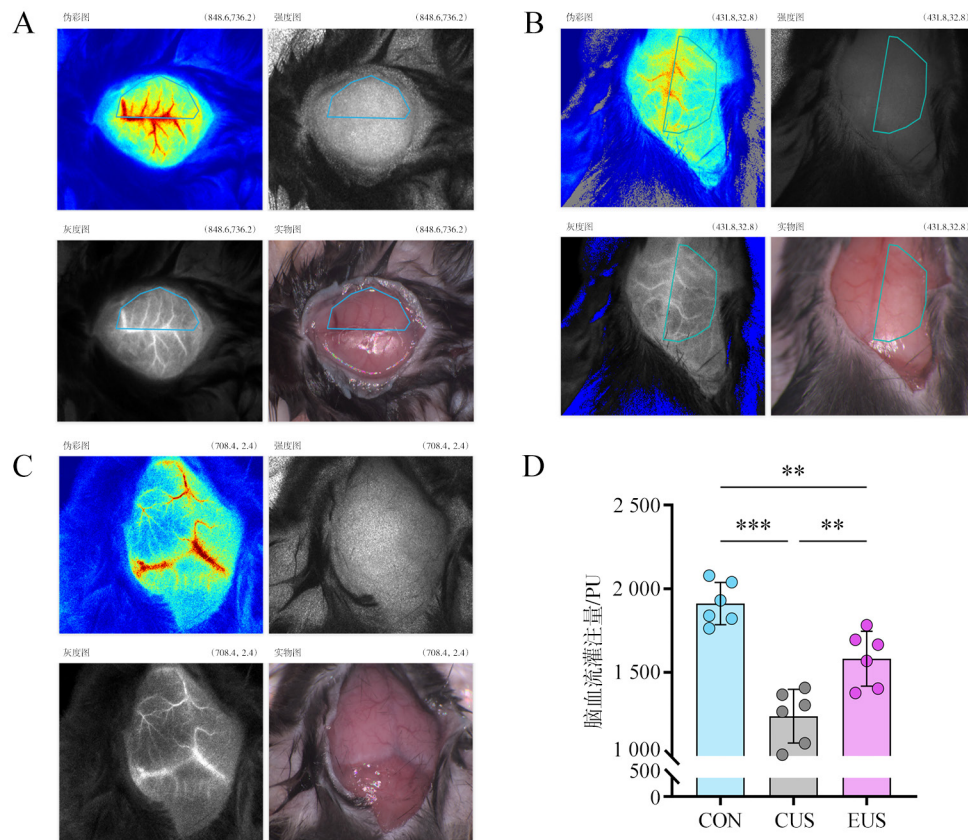 A
伪彩图 (848.6,736.2) 强度图 (848.6,736.2)
灰度图 (848.6,736.2) 实物图 (848.6,736.2)
B
伪彩图 (431.8,32.8) 强度图 (431.8,32.8)
灰度图 (431.8,32.8) 实物图 (431.8,32.8)
C
伪彩图 (708.4, 2.4) 强度图 (708.4, 2.4)
灰度图 (708.4, 2.4) 实物图 (708.4, 2.4)
D
**
*** **
脑血流灌注量/PU
2 500
2 000
1 500
1 000
500
0
CON CUS EUS